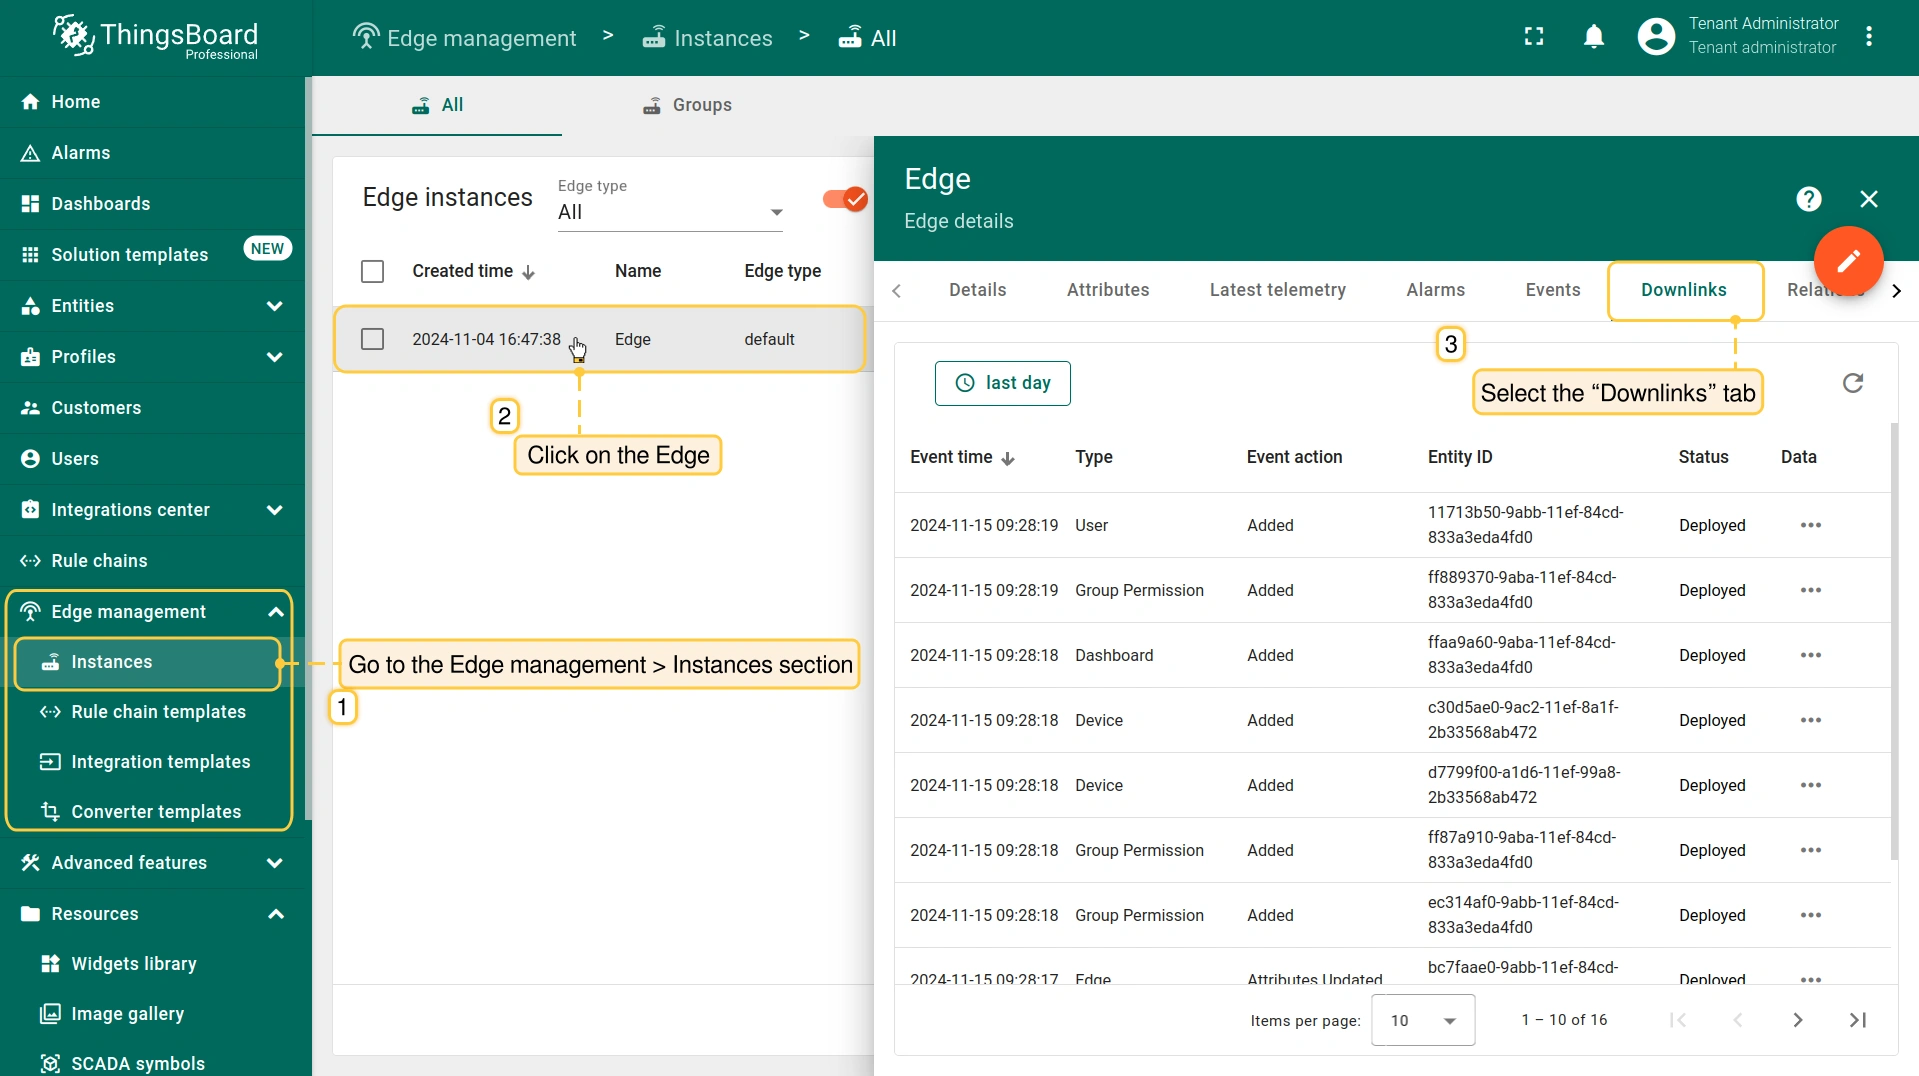 ThingsBoard
Professional
Edge management > Instances > All
Tenant Administrator
Tenant administrator
Home
Alarms
Dashboards
Solution templates NEW
Entities
Profiles
Customers
Users
Integrations center
Rule chains
Edge management
Instances
Rule chain templates
Integration templates
Converter templates
Advanced features
Resources
Widgets library
Image gallery
SCADA symbols
All Groups
Edge instances
Edge type
All
Created time Name Edge type
2024-11-04 16:47:38 Edge default
2
Click on the Edge
Go to the Edge management > Instances section
1
Edge
Edge details
Details Attributes Latest telemetry Alarms Events Downlinks
3
Select the “Downlinks” tab
last day
Event time Type Event action Entity ID Status Data
2024-11-15 09:28:19 User Added 11713b50-9abb-11ef-84cd-
833a3eda4fd0 Deployed
2024-11-15 09:28:19 Group Permission Added ff889370-9aba-11ef-84cd-
833a3eda4fd0 Deployed
2024-11-15 09:28:18 Dashboard Added ffaa9a60-9aba-11ef-84cd-
833a3eda4fd0 Deployed
2024-11-15 09:28:18 Device Added c30d5ae0-9ac2-11ef-8a1f-
2b33568ab472 Deployed
2024-11-15 09:28:18 Device Added d7799f00-a1d6-11ef-99a8-
2b33568ab472 Deployed
2024-11-15 09:28:18 Group Permission Added ff87a910-9aba-11ef-84cd-
833a3eda4fd0 Deployed
2024-11-15 09:28:18 Group Permission Added ec314af0-9abb-11ef-84cd-
833a3eda4fd0 Deployed
2024-11-15 09:28:17 Edge Attributes Updated bc7faae0-9abb-11ef-84cd- Deployed
Items per page: 10 1 – 10 of 16